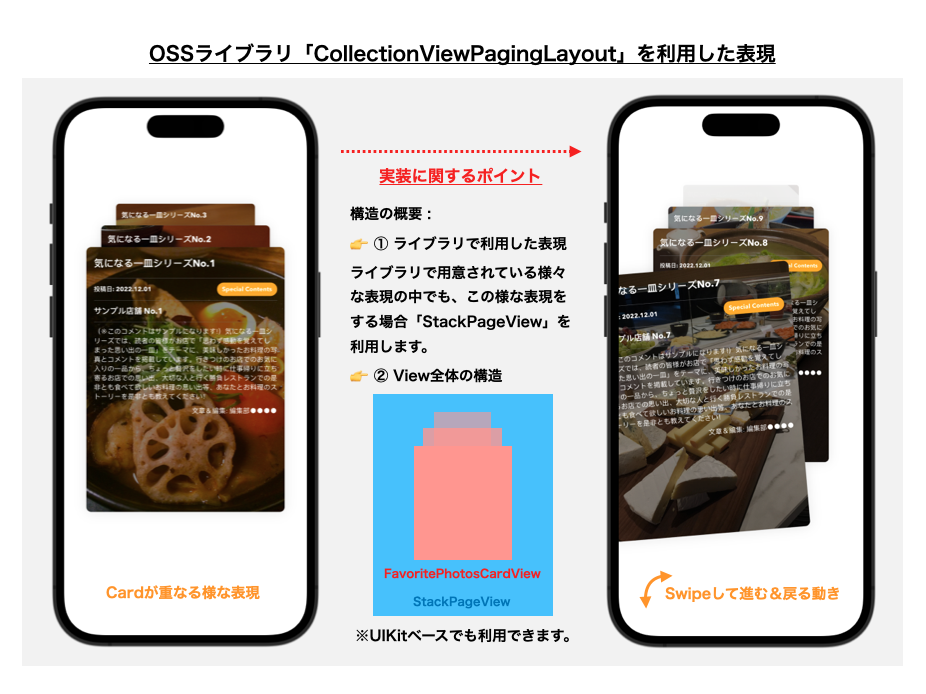 OSSライブラリ「CollectionViewPagingLayout」を利用した表現
気になる一皿シリーズNo.3
気になる一皿シリーズNo.2
気になる一皿シリーズNo.1
投稿日: 2022.12.01
Special Contents
サンプル店舗 No.1
(※このコメントはサンプルになります!) 気になる一皿シ
リーズでは、読者の皆様がお店で「思わず感動を覚えてし
まった思い出の一皿」をテーマに、美味しかったお料理の写
真とコメントを掲載しています。行きつけのお店でのお気に
入りの一品から、ちょっと贅沢をしたい時に仕事帰りに立ち
寄るお店での思い出、大切な人と行く勝負レストランでの是
非とも食べて欲しいお料理の思い出等、あなたとお料理のス
トーリーを是非とも教えてください!
文章&編集: 編集部●●●●
Cardが重なる様な表現
実装に関するポイント
構造の概要:
👉 ① ライブラリで利用した表現
ライブラリで用意されている様々
な表現の中でも、この様な表現を
する場合「StackPageView」を
利用します。
👉 ② View全体の構造
FavoritePhotosCardView
StackPageView
※UIKitベースでも利用できます。
気になる一皿シリーズNo.9
気になる一皿シリーズNo.8
投稿日: 2022.12.01
Special Contents
なる一皿シリーズNo.7
: 2022.12.01
Special Contents
プル店舗 No.7
このコメントはサンプルになります!) 気になる一皿シ
ズでは、読者の皆様がお店で「思わず感動を覚えてし
た思い出の一皿」をテーマに、美味しかったお料理の写
コメントを掲載しています。行きつけのお店でのお気に
の一品から、ちょっと贅沢をしたい時に仕事帰りに立ち
お店での思い出、大切な人と行く勝負レストランでの是
も食べて欲しいお料理の思い出等、あなたとお料理のス
ーリーを是非とも教えてください!
文章&編集: 編集部●●●●
Swipeして進む&戻る動き